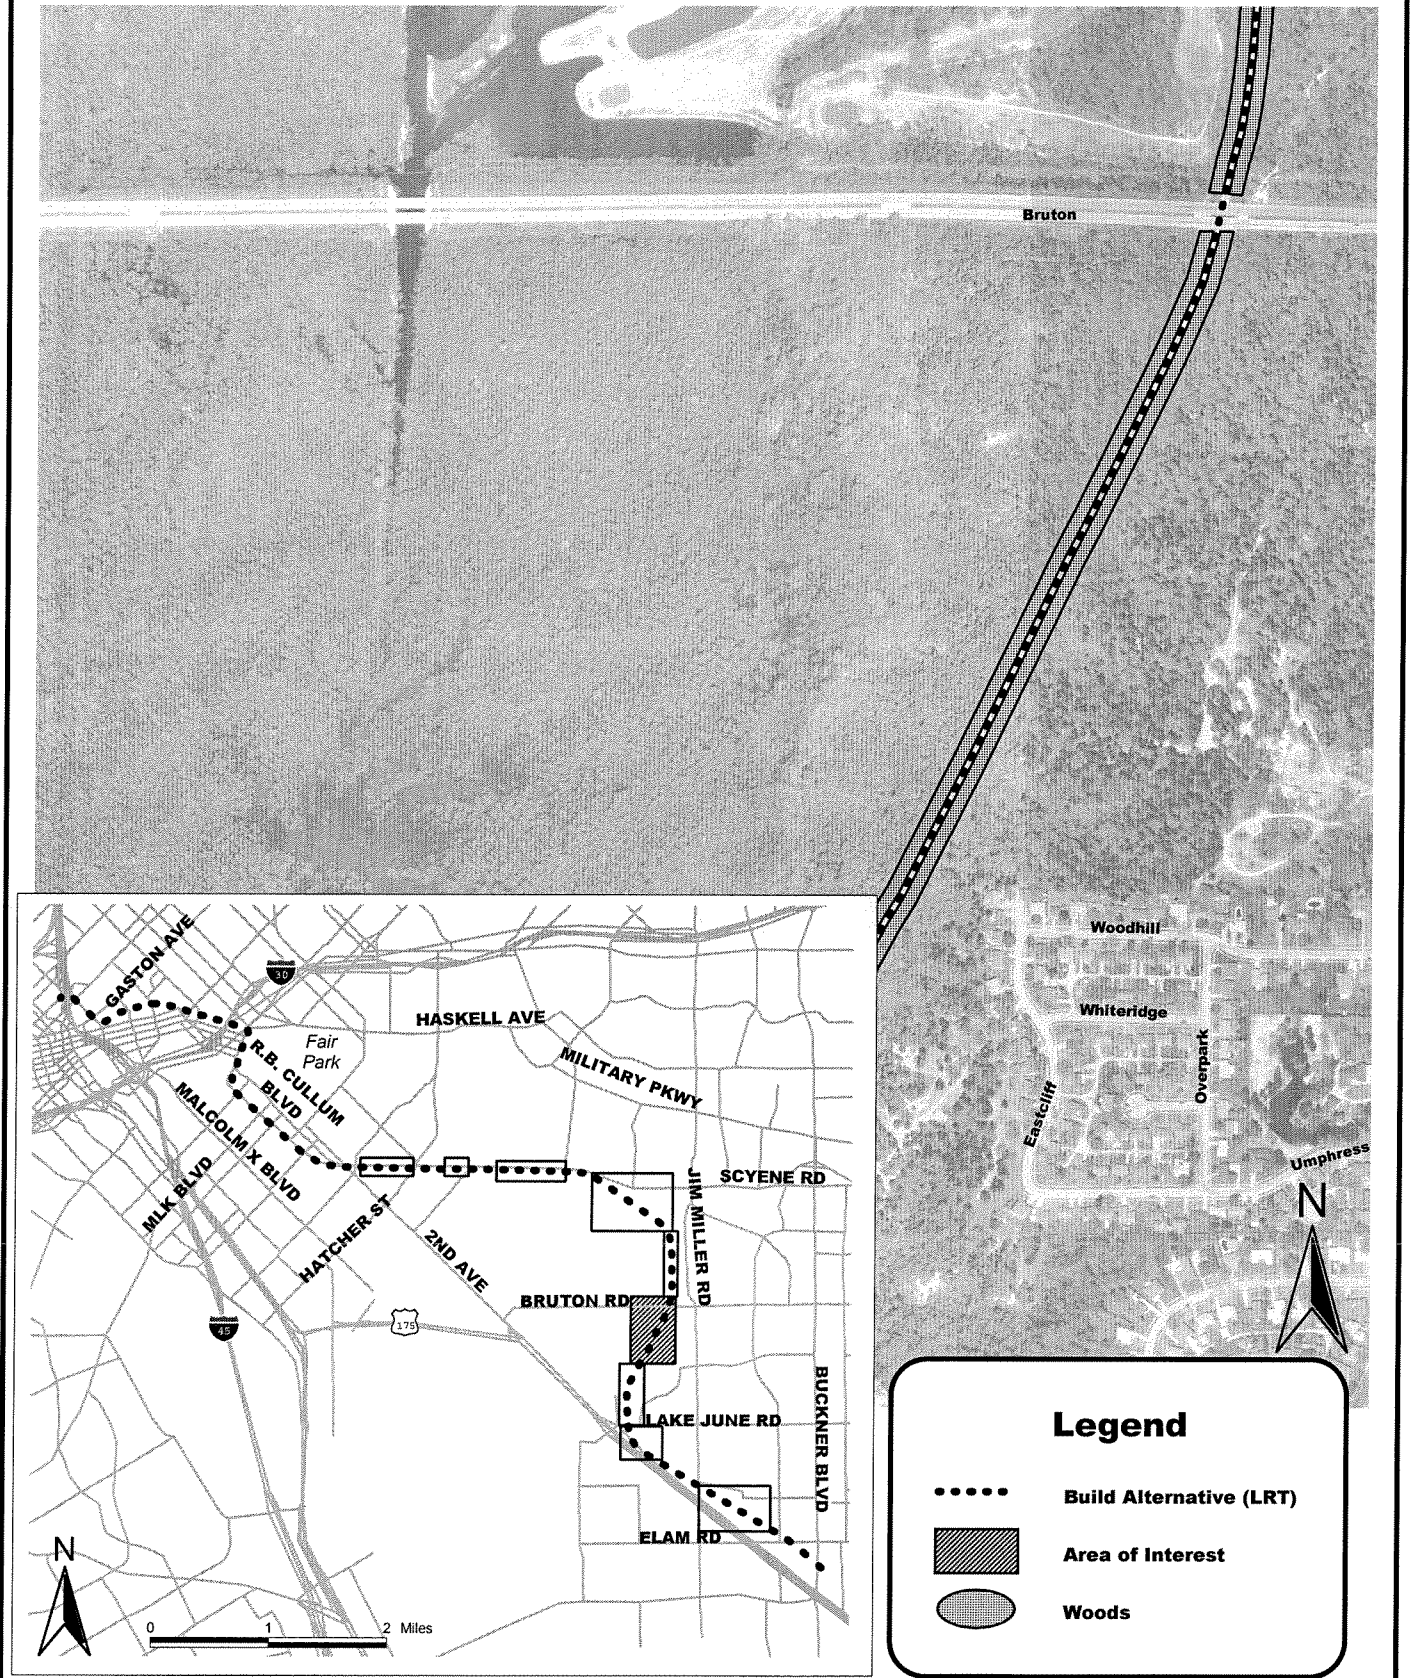 Bruton
Woodhill
Whiteridge
Overpark
Eastcliff
Umphress
N
GASTON AVE
30
HASKELL AVE
Fair
Park
R.B. CULLUM
BLVD
MILITARY PKWY
MALCOLM X BLVD
MLK BLVD
HATCHER ST
2ND AVE
JIM MILLER RD
SCYENE RD
BRUTON RD
175
45
BUCKNER BLVD
LAKE JUNE RD
ELAM RD
N
0 1 2 Miles
Legend
Build Alternative (LRT)
Area of Interest
Woods